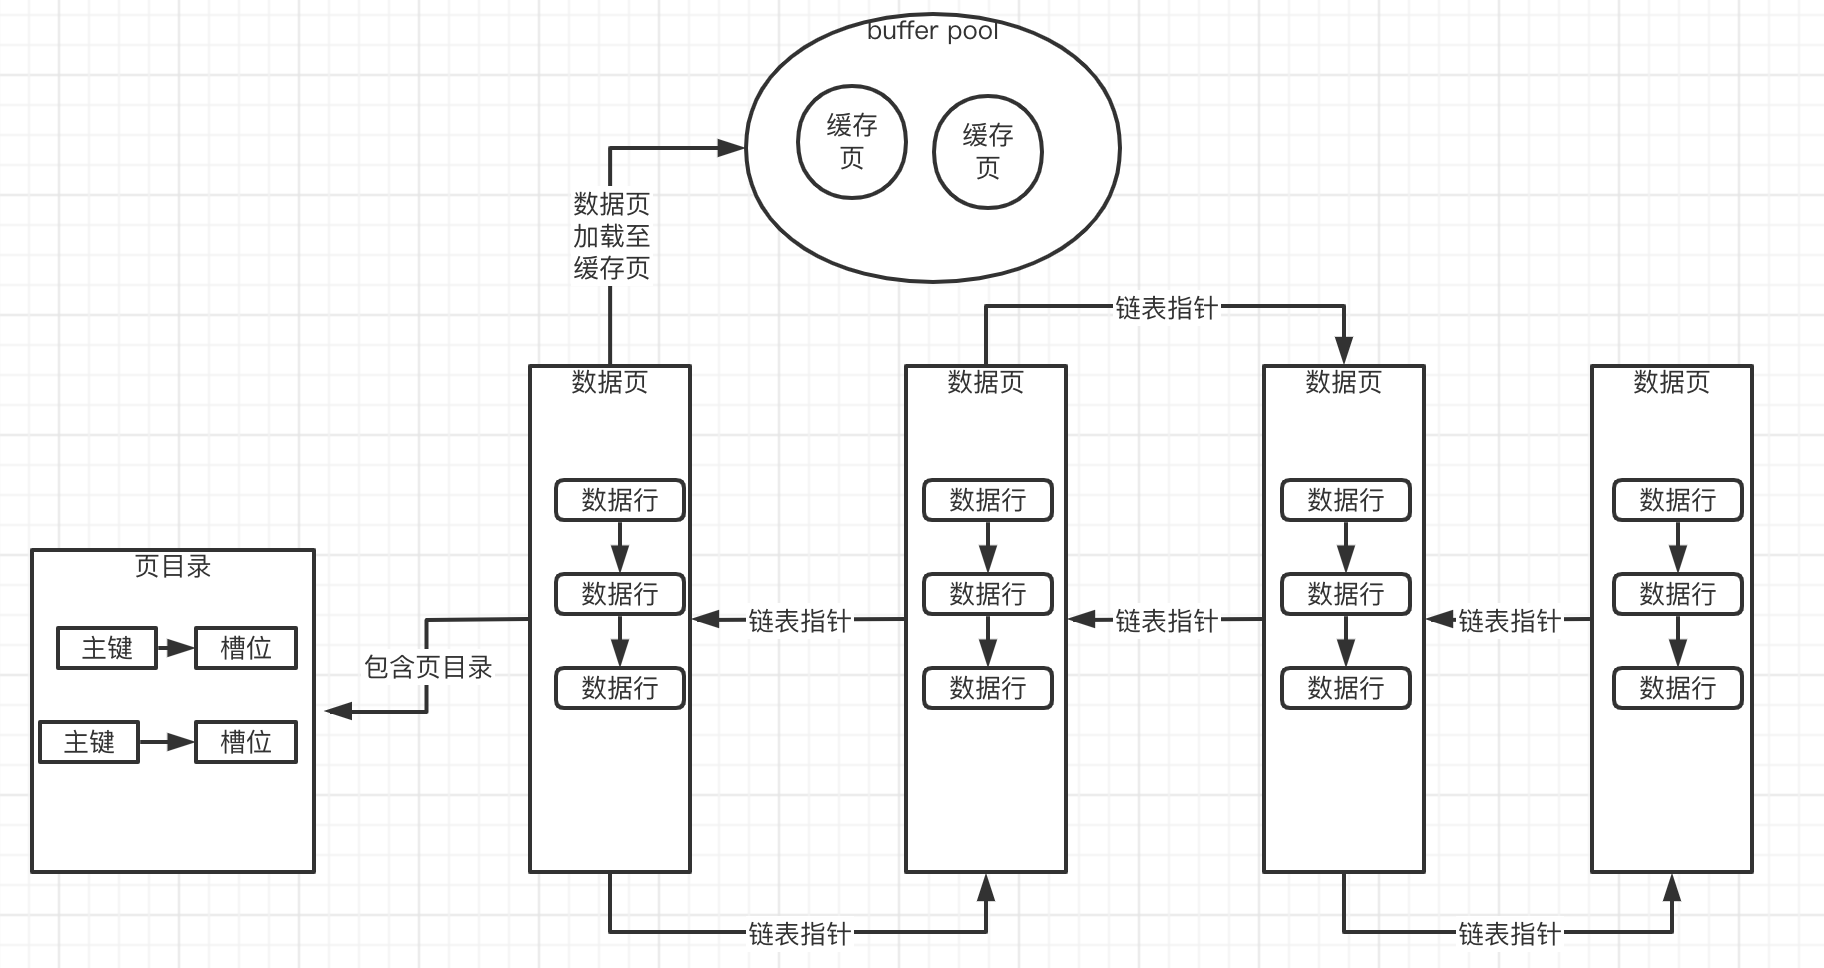 buffer pool
缓存
页
缓存
页
数据页
加载至
缓存页
链表指针
数据页
数据页
数据页
数据页
数据行
数据行
数据行
数据行
页目录
数据行
数据行
数据行
数据行
链表指针
链表指针
链表指针
主键
槽位
包含页目录
数据行
数据行
数据行
数据行
主键
槽位
链表指针
链表指针